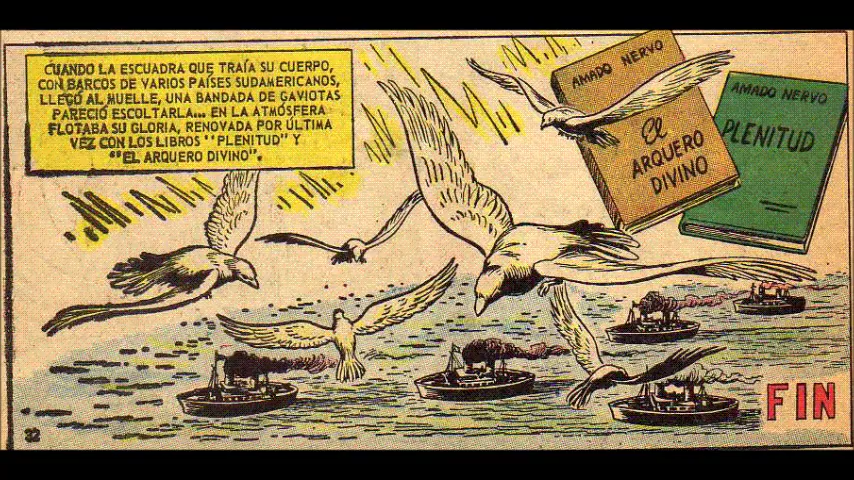 CUANDO LA ESCUADRA QUE TRAÍA SU CUERPO,
CON BARCOS DE VARIOS PAÍSES SUDAMERICANOS,
LLEGÓ AL MUELLE, UNA BANDADA DE GAVIOTAS
PARECIÓ ESCOLTARLA... EN LA ATMÓSFERA
FLOTABA SU GLORIA, RENOVADA POR ÚLTIMA
VEZ CON LOS LIBROS "PLENITUD" Y
"EL ARQUERO DIVINO".
AMADO NERVO
El
ARQUERO
DIVINO
AMADO NERVO
PLENITUD
FIN
32